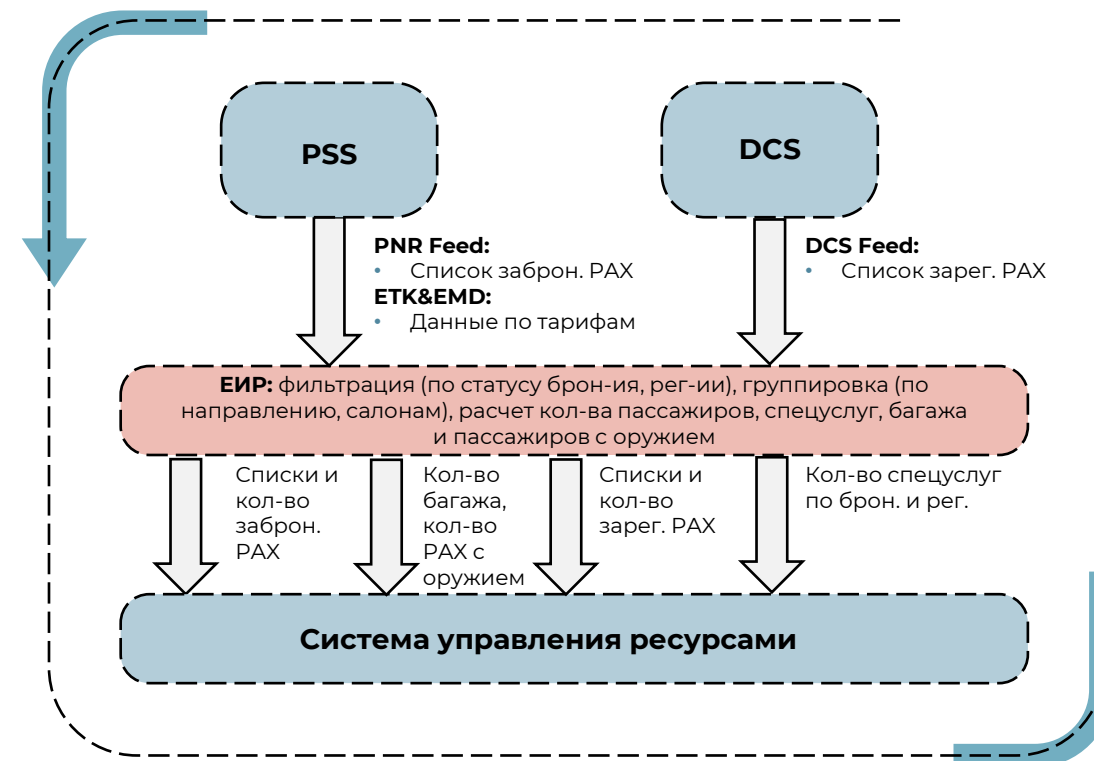 PSS
DCS
PNR Feed:
• Список заброн. PAX
ETK&EMD:
• Данные по тарифам
DCS Feed:
• Список зарег. PAX
ЕИР: фильтрация (по статусу брон-ия, рег-ии), группировка (по
направлению, салонам), расчет кол-ва пассажиров, спецуслуг, багажа
и пассажиров с оружием
Списки и
кол-во
заброн.
PAX
Кол-во
багажа,
кол-во
PAX с
оружием
Списки и
кол-во
зарег. PAX
Кол-во спецуслуг
по брон. и рег.
Система управления ресурсами